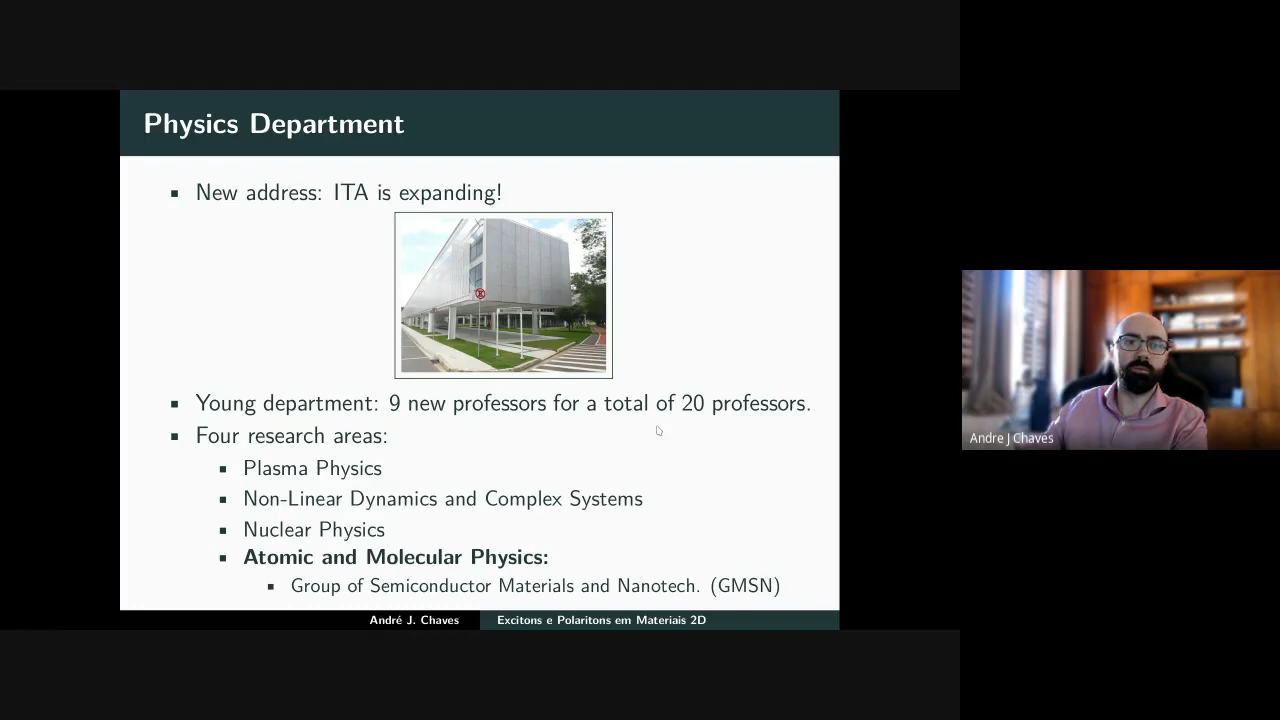 Physics Department
New address: ITA is expanding!
Young department: 9 new professors for a total of 20 professors.
Four research areas:
Plasma Physics
Non-Linear Dynamics and Complex Systems
Nuclear Physics
Atomic and Molecular Physics:
Group of Semiconductor Materials and Nanotech. (GMSN)
André J. Chaves
Excitons e Polaritons em Materiais 2D
Andre J Chaves